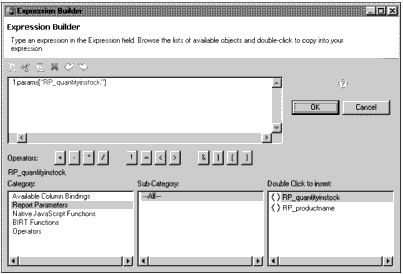 Expression Builder
Expression Builder
Type an expression in the Expression field. Browse the lists of available objects and double-click to copy into your
expression
1 params["RP_quantityinstock"]
OK Cancel
Operators: + - * / ! = < > & | ( )
RP_quantityinstock
Category: Sub-Category: Double Click to insert:
Available Column Bindings ---All--- RP_quantityinstock
Report Parameters RP_productname
Native JavaScript Functions
BIRT Functions
Operators